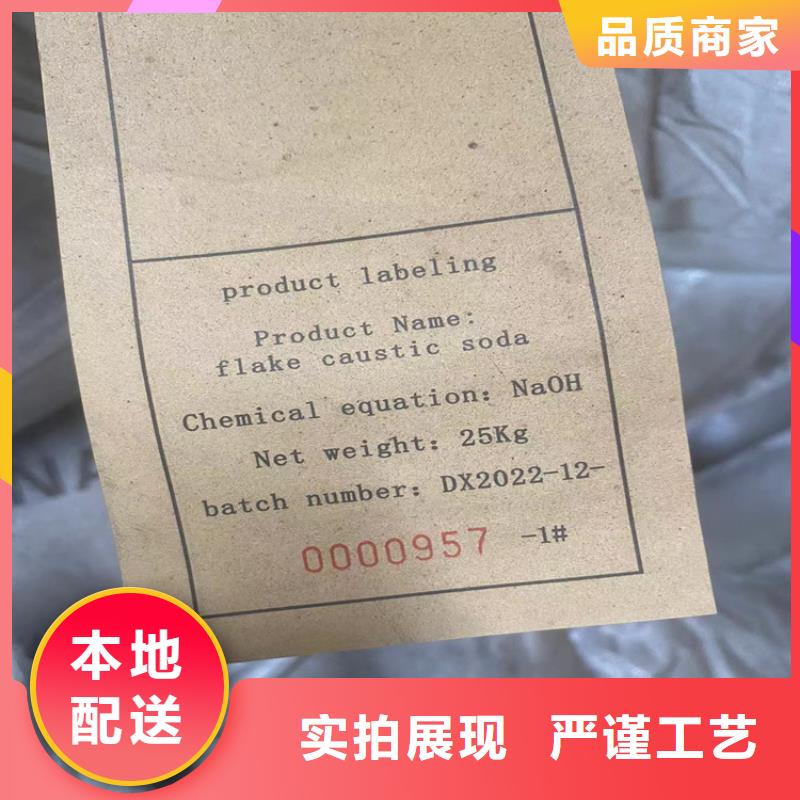 品质商家
product labeling
Product Name:
flake caustic soda
Chemical equation: NaOH
Net weight: 25Kg
batch number: DX2022-12-
0000957 -1#
本地
配送
实拍展现 严谨工艺